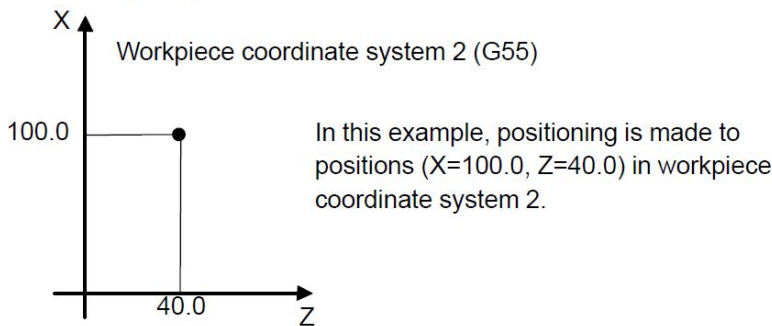 X
Workpiece coordinate system 2 (G55)
100.0
In this example, positioning is made to
positions (X=100.0, Z=40.0) in workpiece
coordinate system 2.
40.0
Z